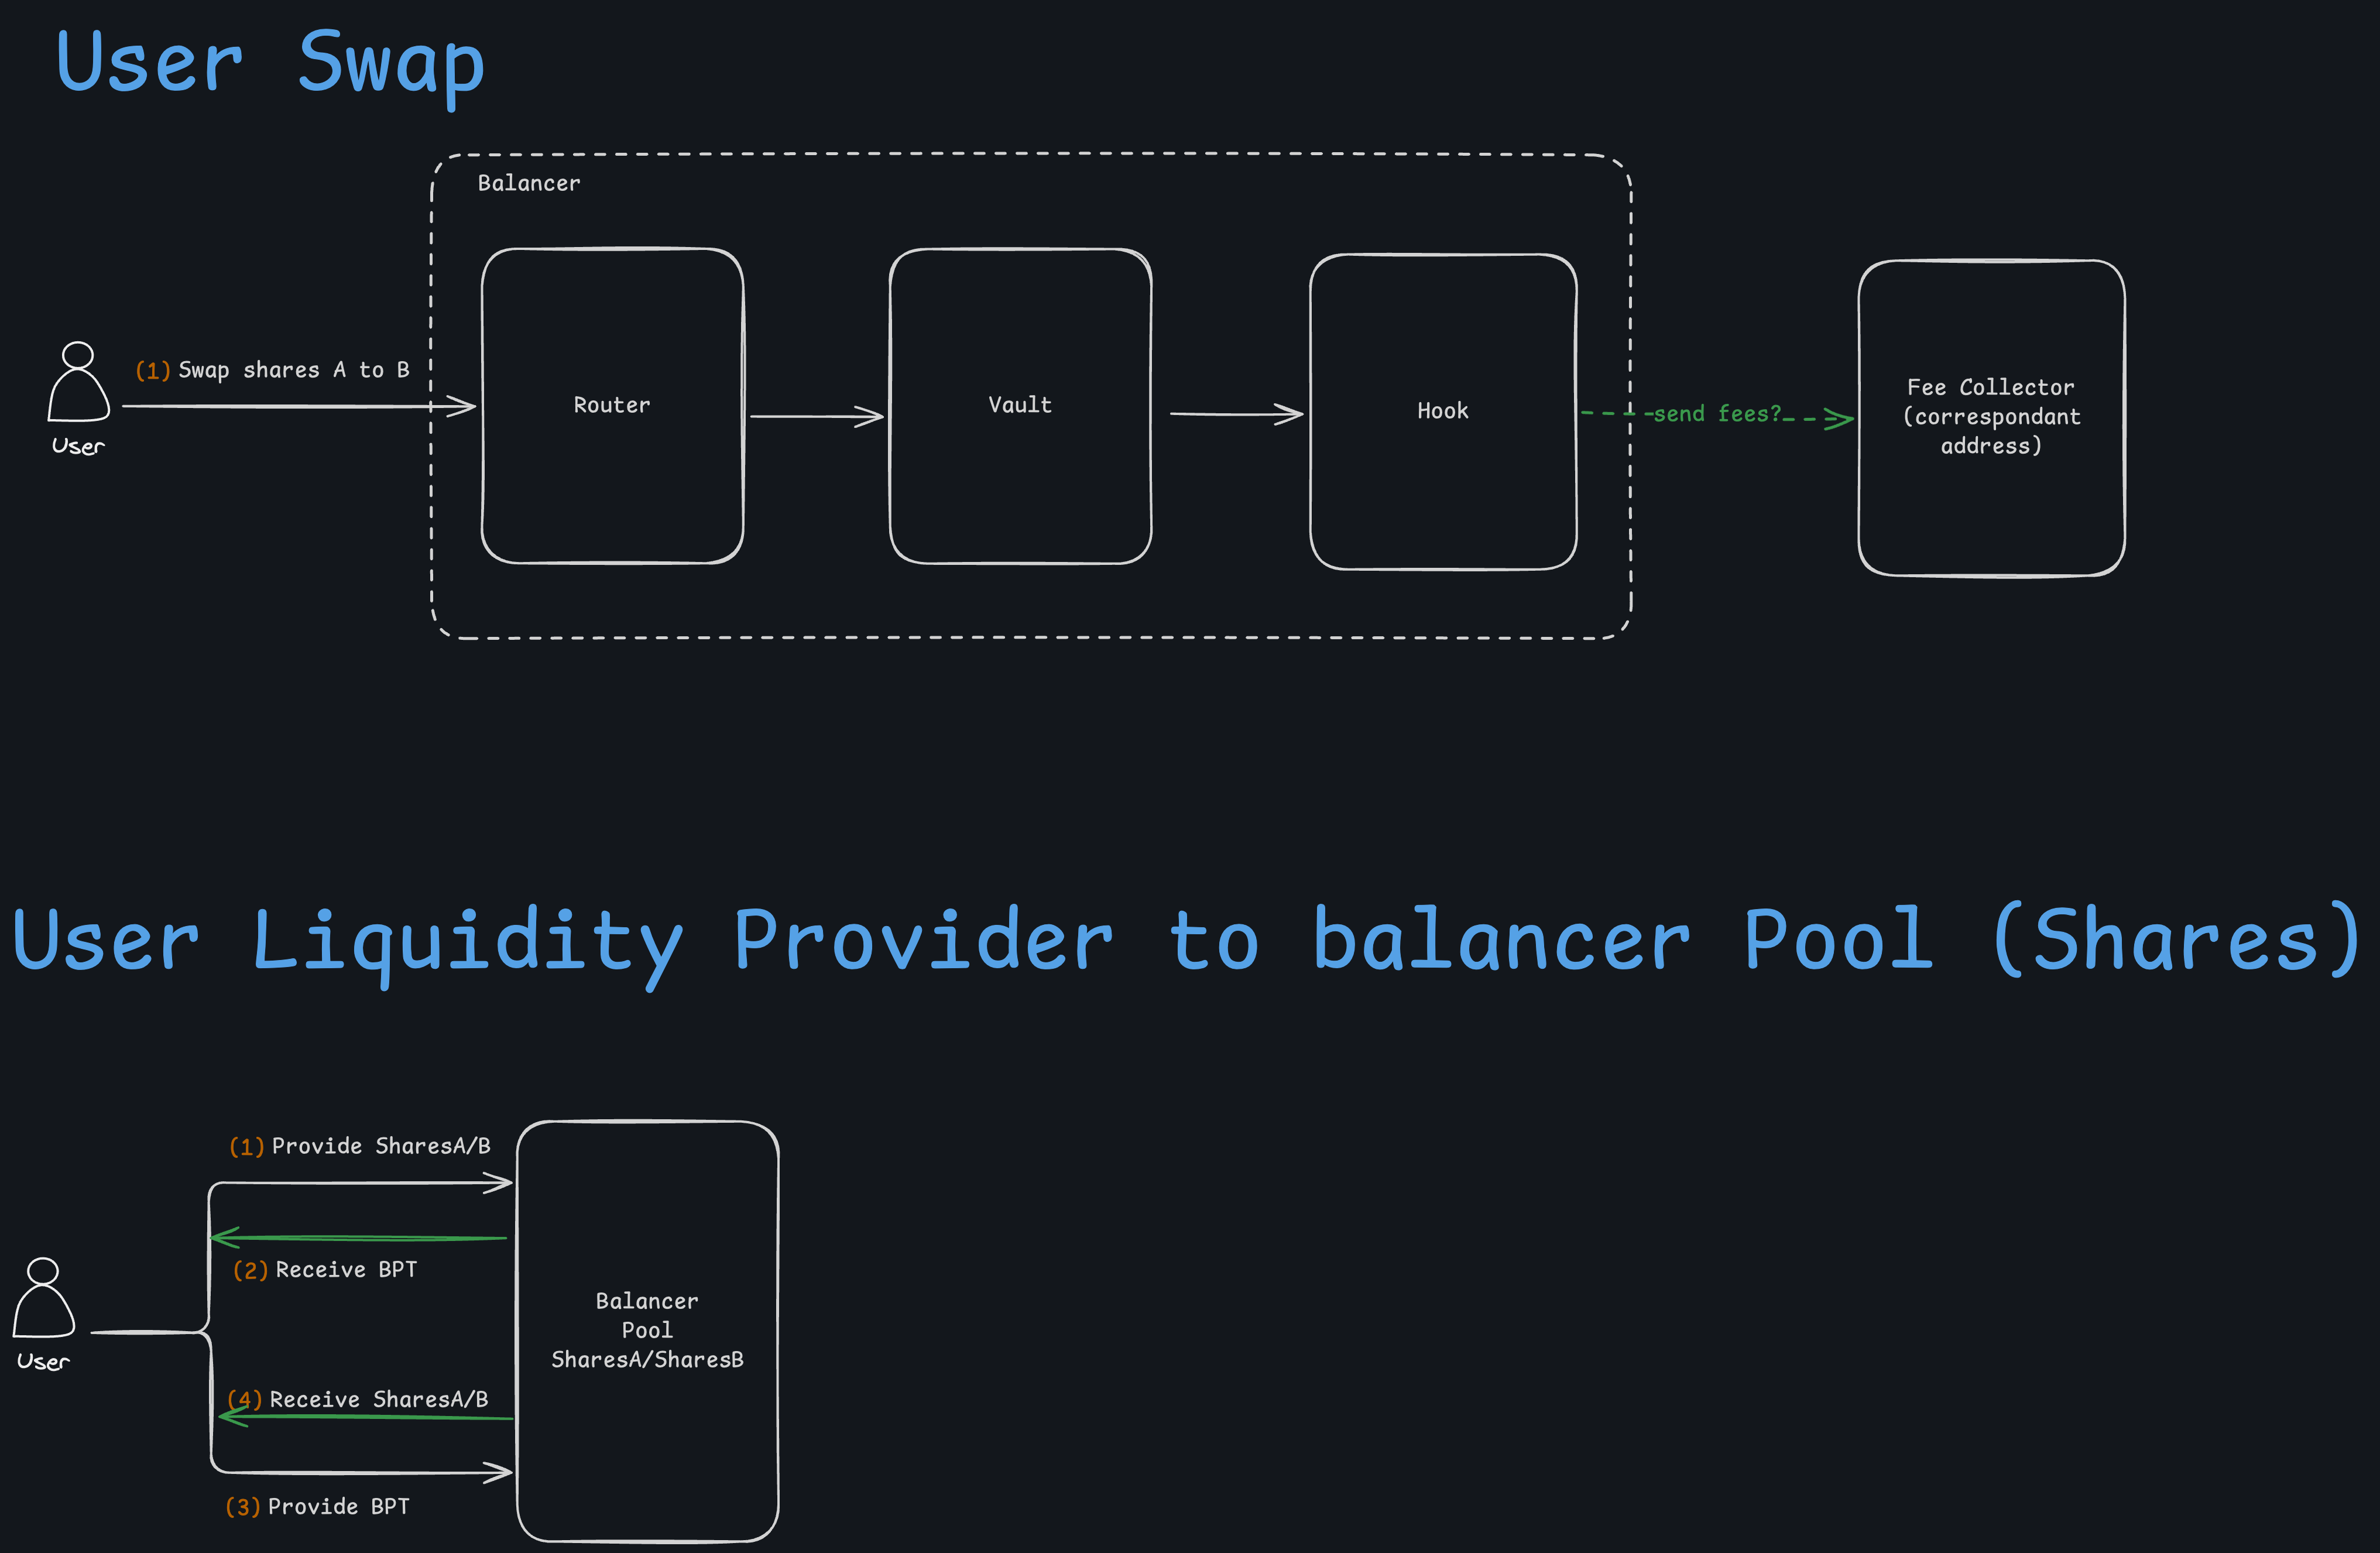 User Swap
Balancer
(1) Swap shares A to B
User
Router
Vault
Hook
send fees?
Fee Collector
(correspondant
address)
User Liquidity Provider to balancer Pool (Shares)
(1) Provide SharesA/B
(2) Receive BPT
User
Balancer
Pool
SharesA/SharesB
(4) Receive SharesA/B
(3) Provide BPT